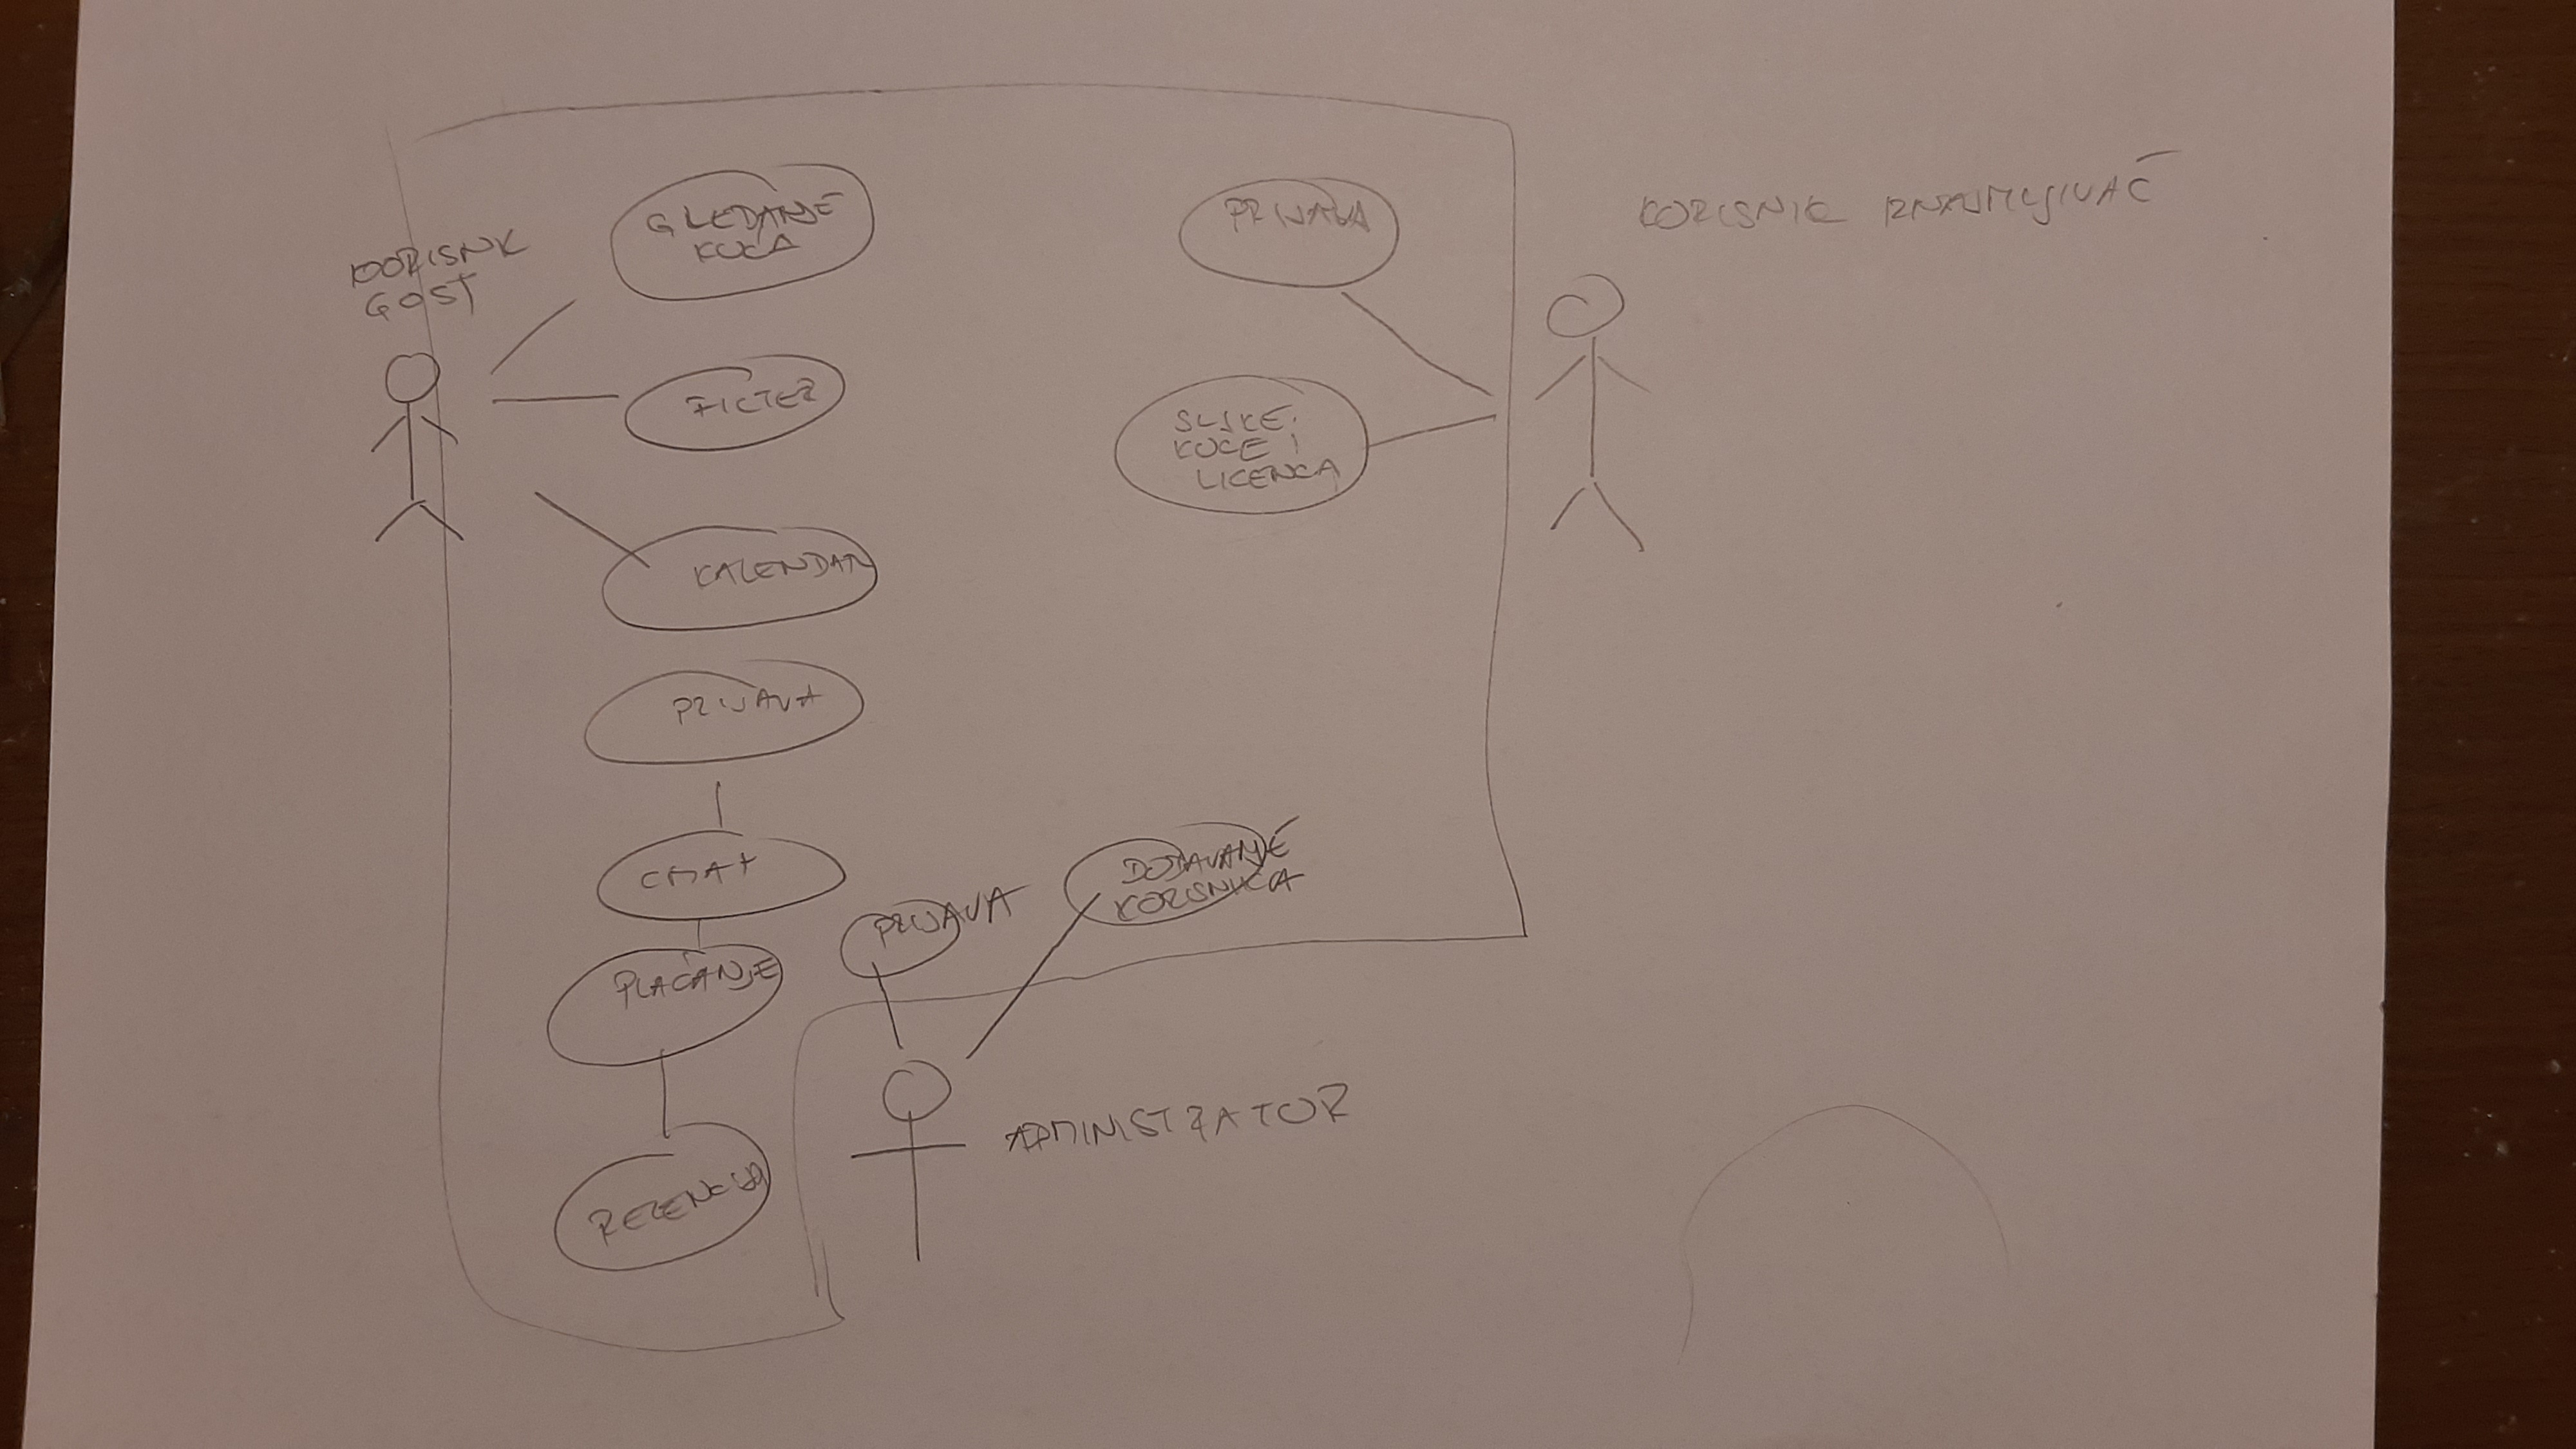 KORISNIK
GOST
GLEDANJE
KUĆA
FILTER
KALENDAR
PRIJAVA
CHAT
PLAĆANJE
RECENZIJA
PRIJAVA
SLIKE
KUĆE I
LICENCA
KORISNIK IZNAJMLJIVAČ
PRIJAVA
DODAVANJE
KORISNIKA
ADMINISTRATOR